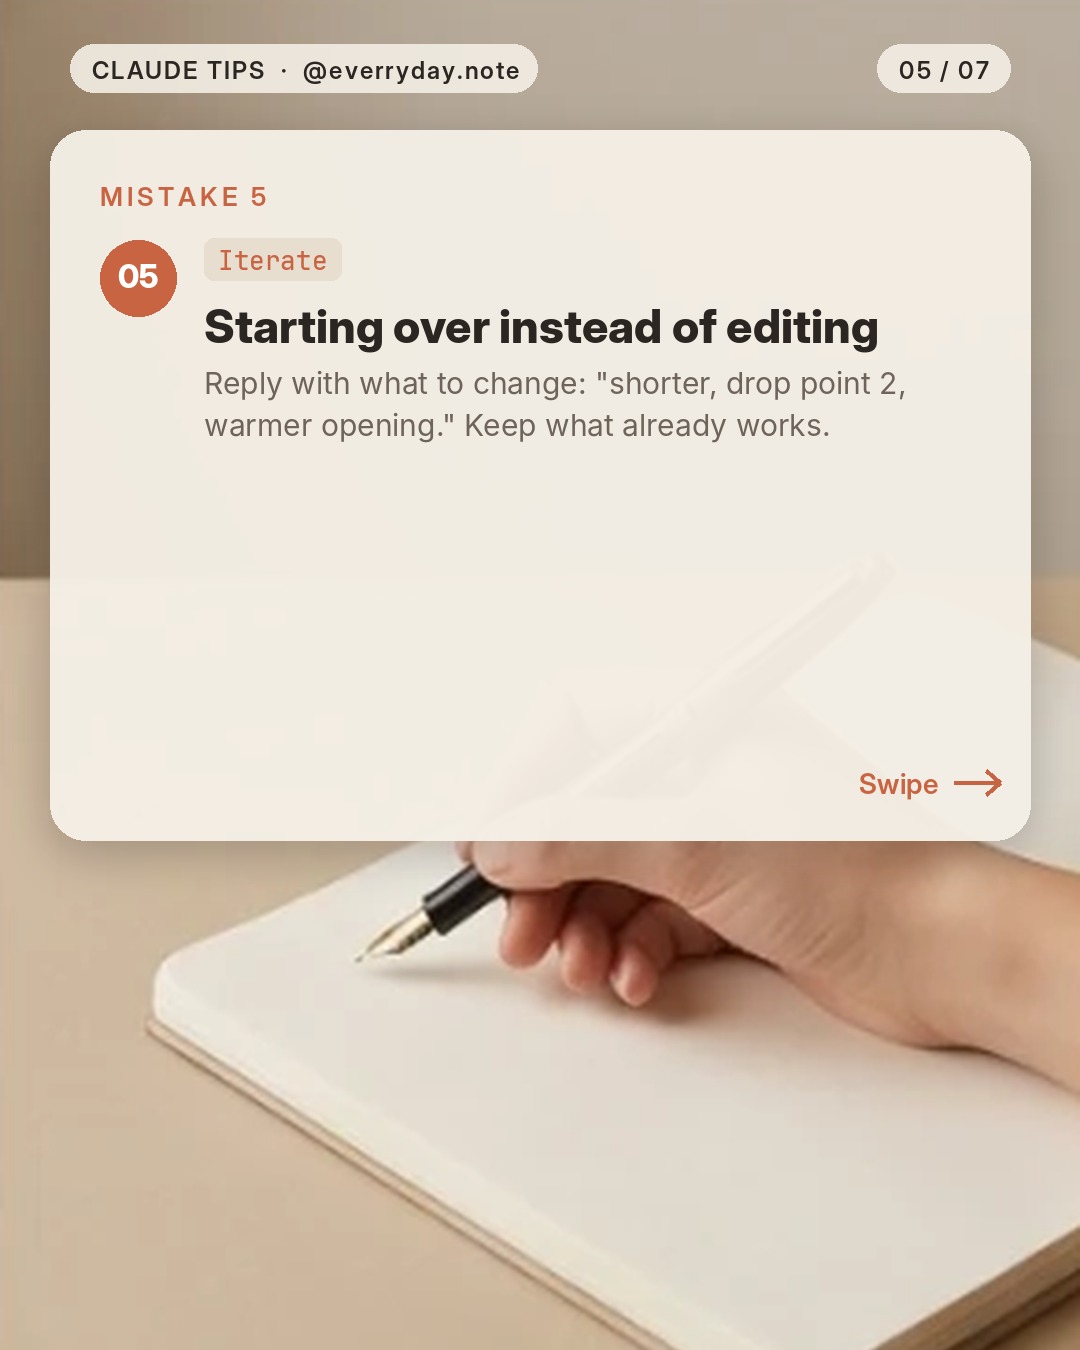 CLAUDE TIPS · @everryday.note
05 / 07
MISTAKE 5
05
Iterate
Starting over instead of editing
Reply with what to change: "shorter, drop point 2,
warmer opening." Keep what already works.
Swipe →